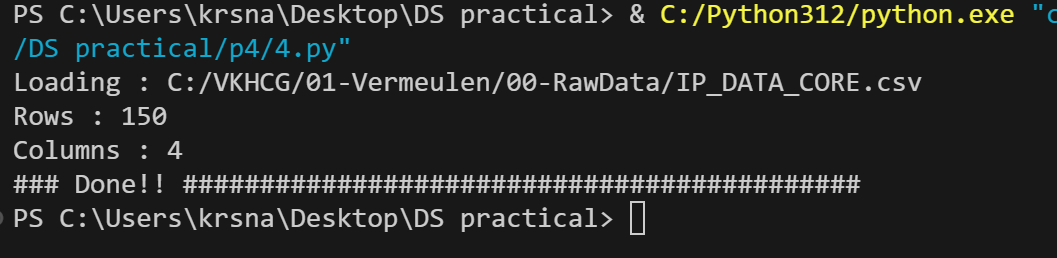 PS C:\Users\krsna\Desktop\DS practical> & C:/Python312/python.exe "c
/DS practical/p4/4.py"
Loading : C:/VKHCG/01-Vermeulen/00-RawData/IP_DATA_CORE.csv
Rows : 150
Columns : 4
### Done!! ############################################
PS C:\Users\krsna\Desktop\DS practical>